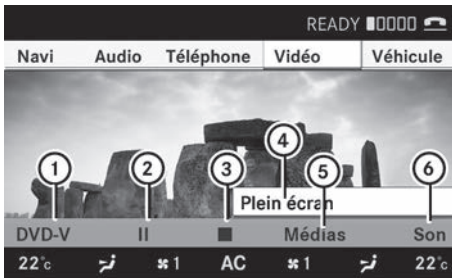 READY
Navi Audio Téléphone Vidéo Véhicule
1 2 3 4 5 6
Plein écran
DVD-V II Médias Son
22°c 1 AC 1 22°c